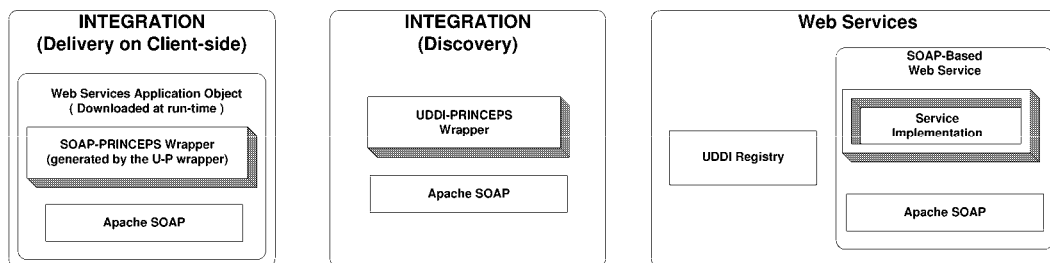 INTEGRATION
(Delivery on Client-side)
Web Services Application Object
( Downloaded at run-time )
SOAP-PRINCEPS Wrapper
(generated by the U-P wrapper)
Apache SOAP
INTEGRATION
(Discovery)
UDDI-PRINCEPS
Wrapper
Apache SOAP
Web Services
UDDI Registry
SOAP-Based
Web Service
Service
Implementation
Apache SOAP